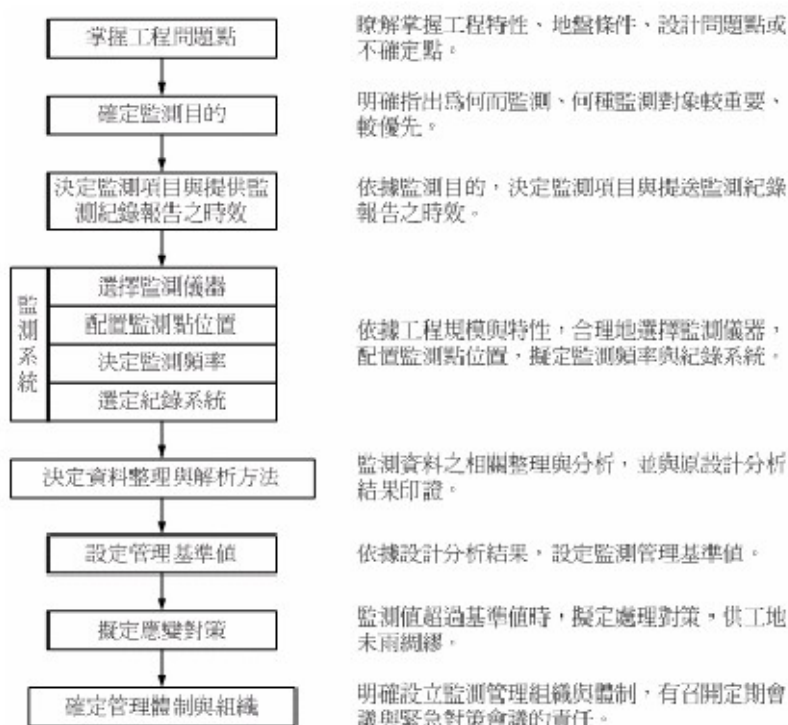 掌握工程問題點
瞭解掌握工程特性、地盤條件、設計問題點或
不確定點。
確定監測目的
明確指出爲何而監測、何種監測對象較重要、
較優先。
決定監測項目與提供監
測紀錄報告之時效
依據監測目的，決定監測項目與提送監測紀錄
報告之時效。
監測系統
選擇監測儀器
配置監測點位置
決定監測頻率
選定紀錄系統
依據工程規模與特性，合理地選擇監測儀器，
配置監測點位置，擬定監測頻率與紀錄系統。
決定資料整理與解析方法
監測資料之相關整理與分析，並與原設計分析
結果印證。
設定管理基準值
依據設計分析結果，設定監測管理基準值。
擬定應變對策
監測值超過基準值時，擬定處理對策，供工地
未雨綢繆。
確定管理體制與組織
明確設立監測管理組織與體制，有召開定期會
議與緊急對策會議的責任。